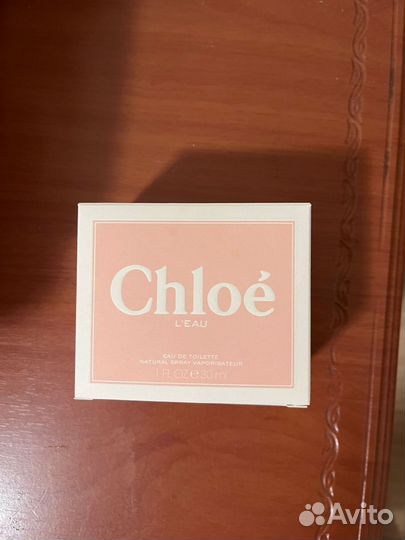 Chloé
L'EAU
EAU DE TOILETTE
NATURAL SPRAY VAPORISATEUR
1 FL OZ e 30 ml
Avito